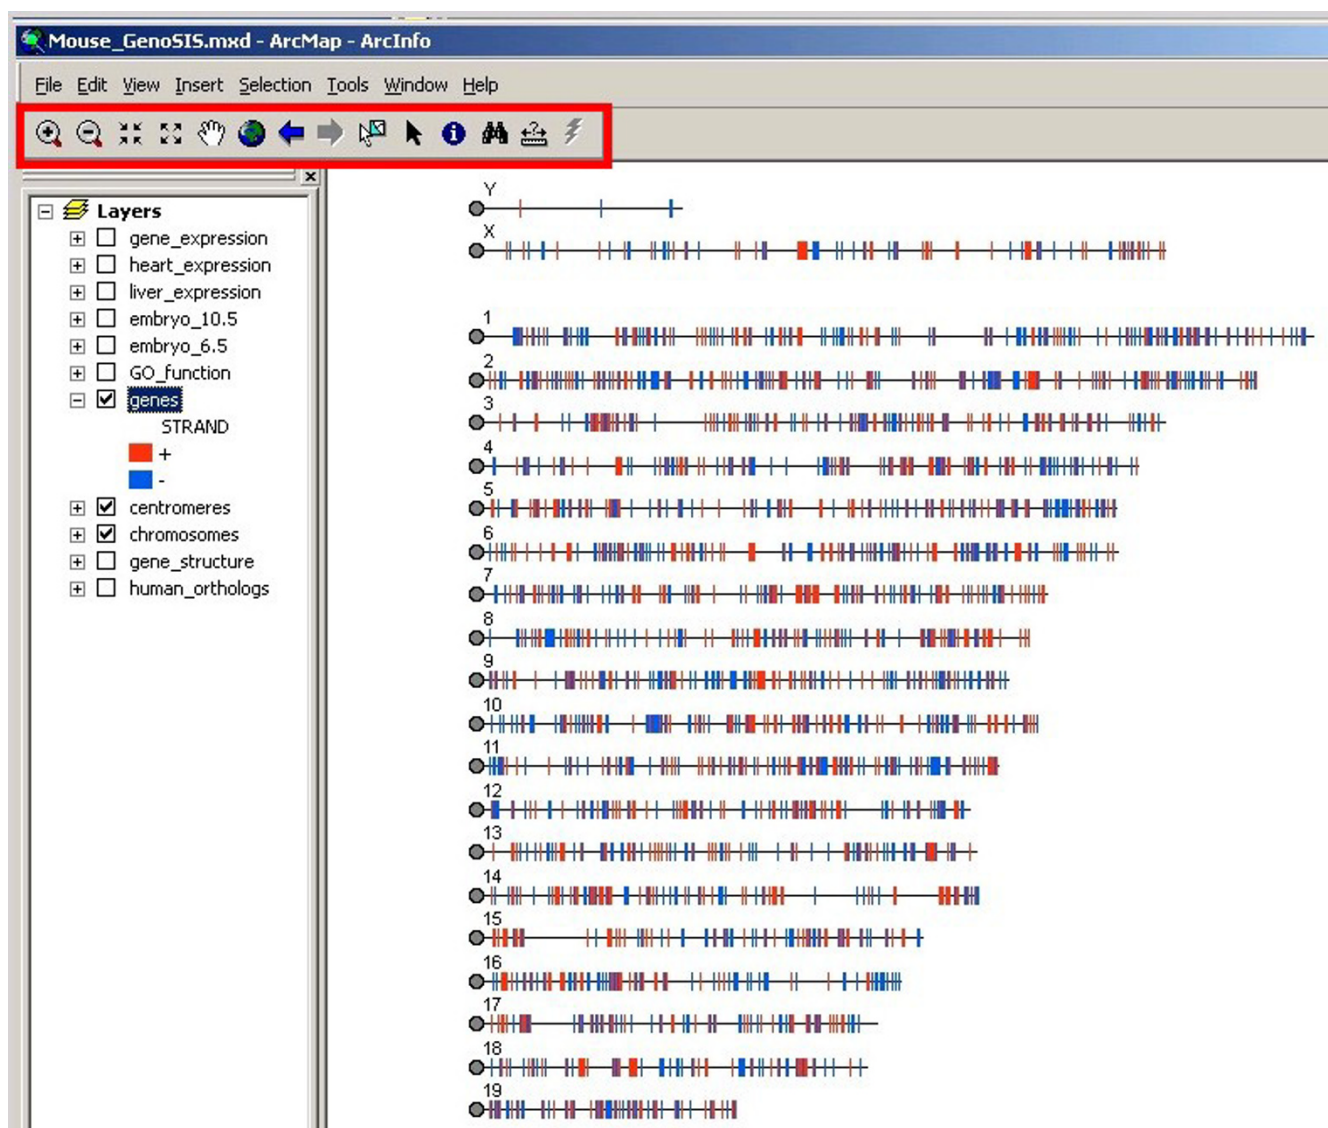 Mouse_GenoSIS.mxd - ArcMap - ArcInfo
File Edit View Insert Selection Tools Window Help
Layers
gene_expression
heart_expression
liver_expression
embryo_10.5
embryo_6.5
GO_function
genes
STRAND
+
-
centromeres
chromosomes
gene_structure
human_orthologs
Y
X
1
2
3
4
5
6
7
8
9
10
11
12
13
14
15
16
17
18
19